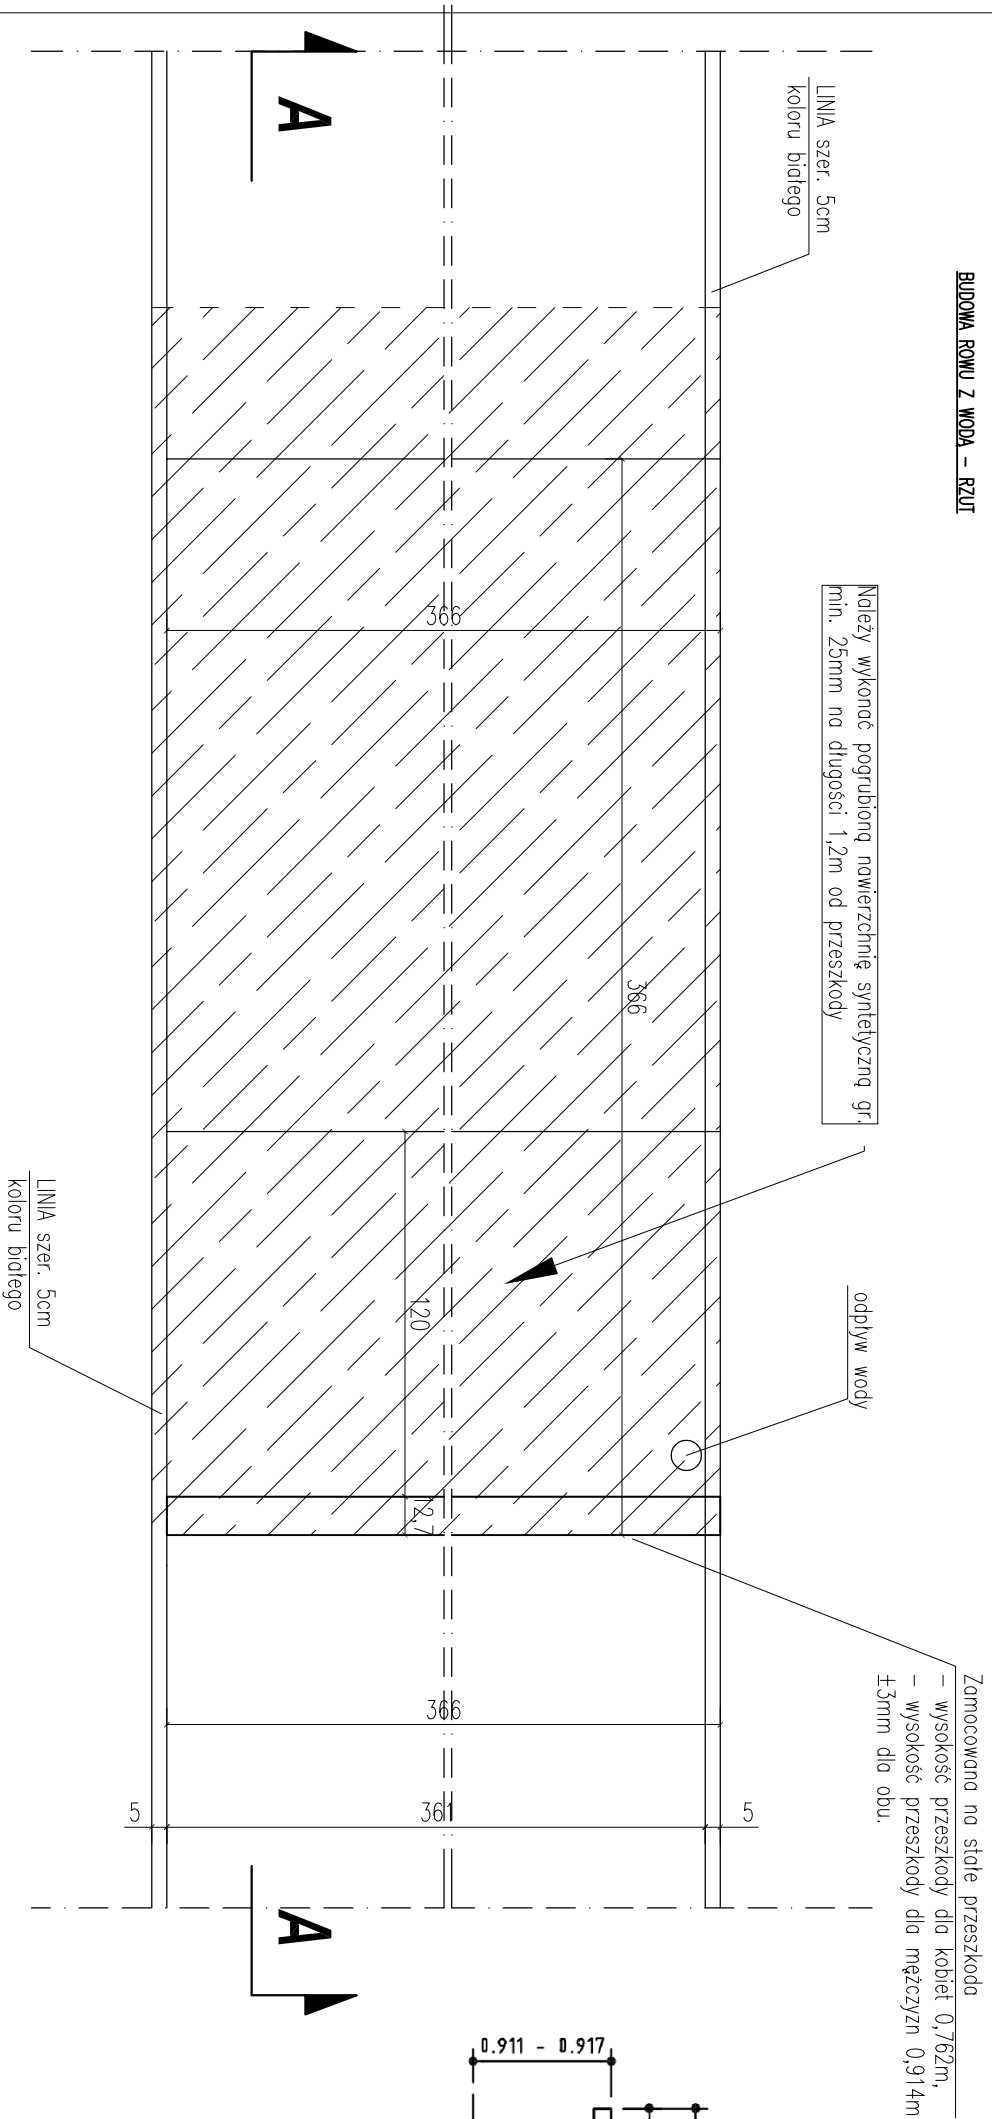 BUDOWA ROWU Z WODĄ – RZUT
LINIA szer. 5cm
koloru białego
Należy wykonać pogrubioną nawierzchnię syntetyczną gr.
min. 25mm na długości 1,2m od przeszkody
odpływ wody
Zamocowana na stałe przeszkoda
– wysokość przeszkody dla kobiet 0,762m,
– wysokość przeszkody dla mężczyzn 0,914m
±3mm dla obu.
A
366
366
120
12,7
366
5
361
5
A
LINIA szer. 5cm
koloru białego
0.911 - 0.917